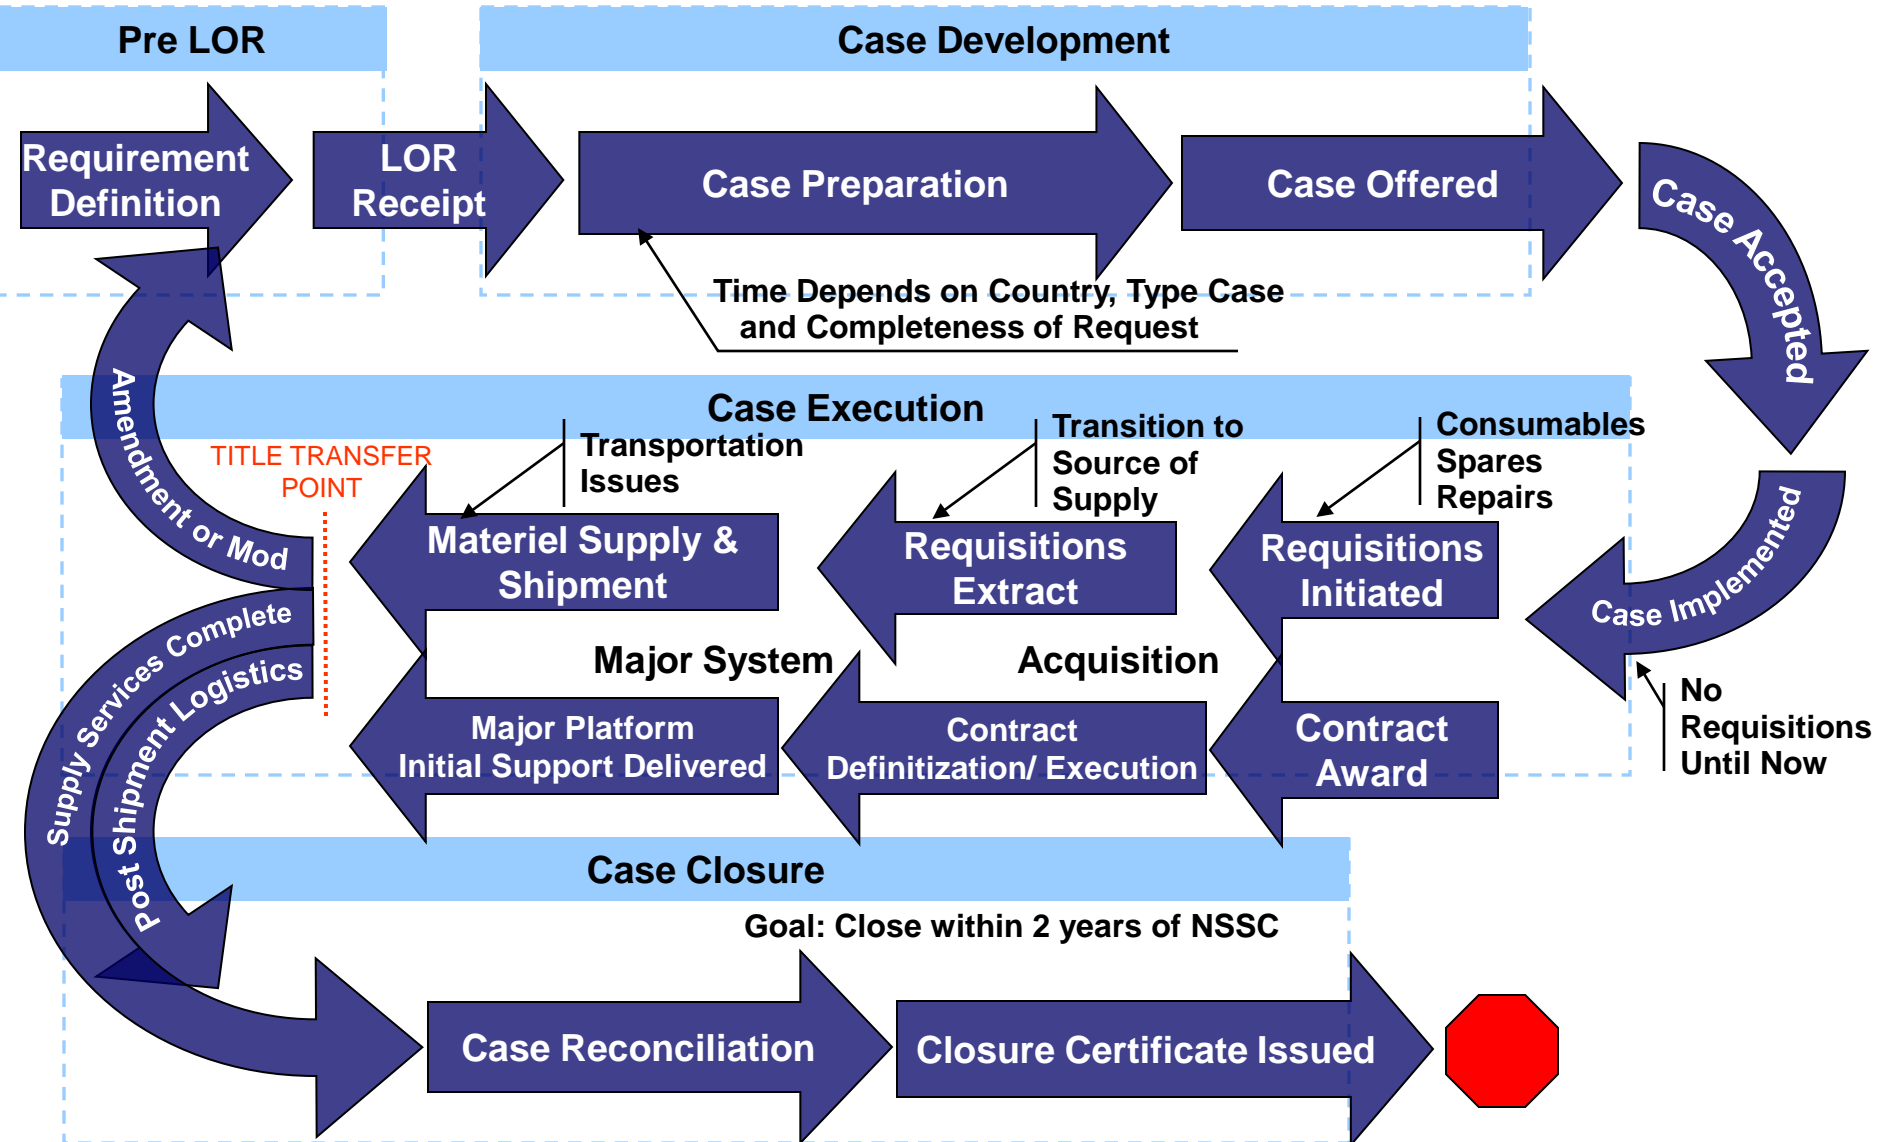 Pre LOR
Case Development
Requirement
Definition
LOR
Receipt
Case Preparation
Case Offered
Case Accepted
Time Depends on Country, Type Case
and Completeness of Request
Case Execution
Amendment or Mod
TITLE TRANSFER
POINT
Transportation
Issues
Transition to
Source of
Supply
Consumables
Spares
Repairs
Materiel Supply &
Shipment
Requisitions
Extract
Requisitions
Initiated
Case Implemented
Supply Services Complete
Post Shipment Logistics
Major System
Acquisition
No
Requisitions
Until Now
Major Platform
Initial Support Delivered
Contract
Definitization/ Execution
Contract
Award
Case Closure
Goal: Close within 2 years of NSSC
Case Reconciliation
Closure Certificate Issued